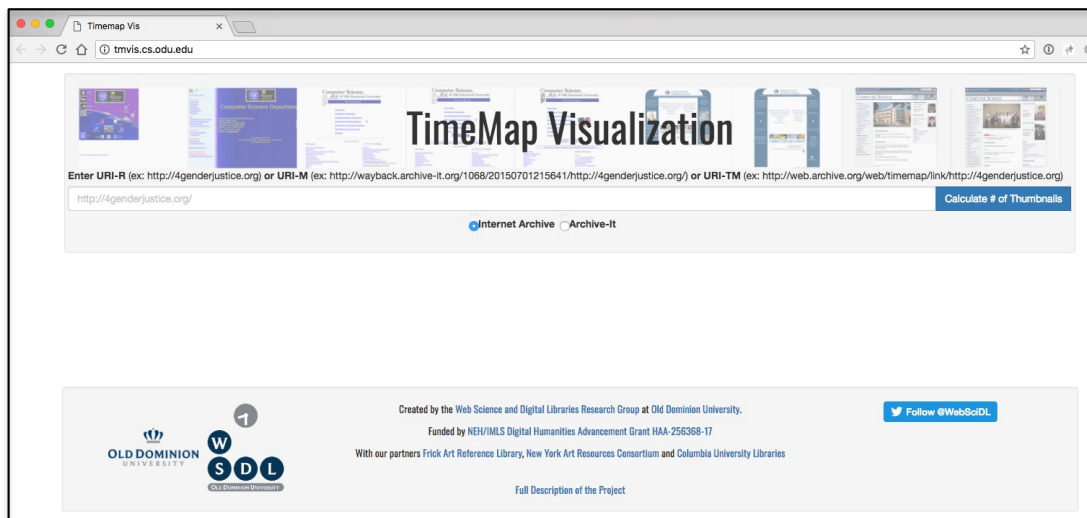 Timemap Vis
tmvis.cs.odu.edu
Computer Science Department
TimeMap Visualization
Enter URI-R (ex: http://4genderjustice.org) or URI-M (ex: http://wayback.archive-it.org/1068/20150701215641/http://4genderjustice.org/) or URI-TM (ex: http://web.archive.org/web/timemap/link/http://4genderjustice.org)
http://4genderjustice.org/
Calculate # of Thumbnails
Internet Archive Archive-It
Created by the Web Science and Digital Libraries Research Group at Old Dominion University.
Follow @WebSciDL
Funded by NEH/IMLS Digital Humanities Advancement Grant HAA-256368-17
With our partners Frick Art Reference Library, New York Art Resources Consortium and Columbia University Libraries
Full Description of the Project
OLD DOMINION
UNIVERSITY
W
S D L
OLD DOMINION UNIVERSITY